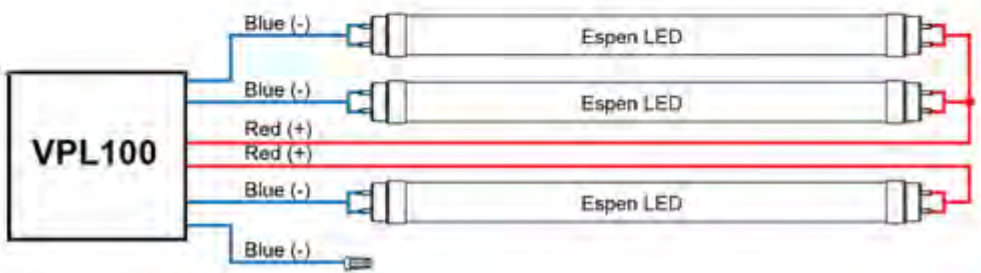 Blue (-)
Espen LED
Blue (-)
Espen LED
Red (+)
VPL100
Red (+)
Blue (-)
Espen LED
Blue (-)